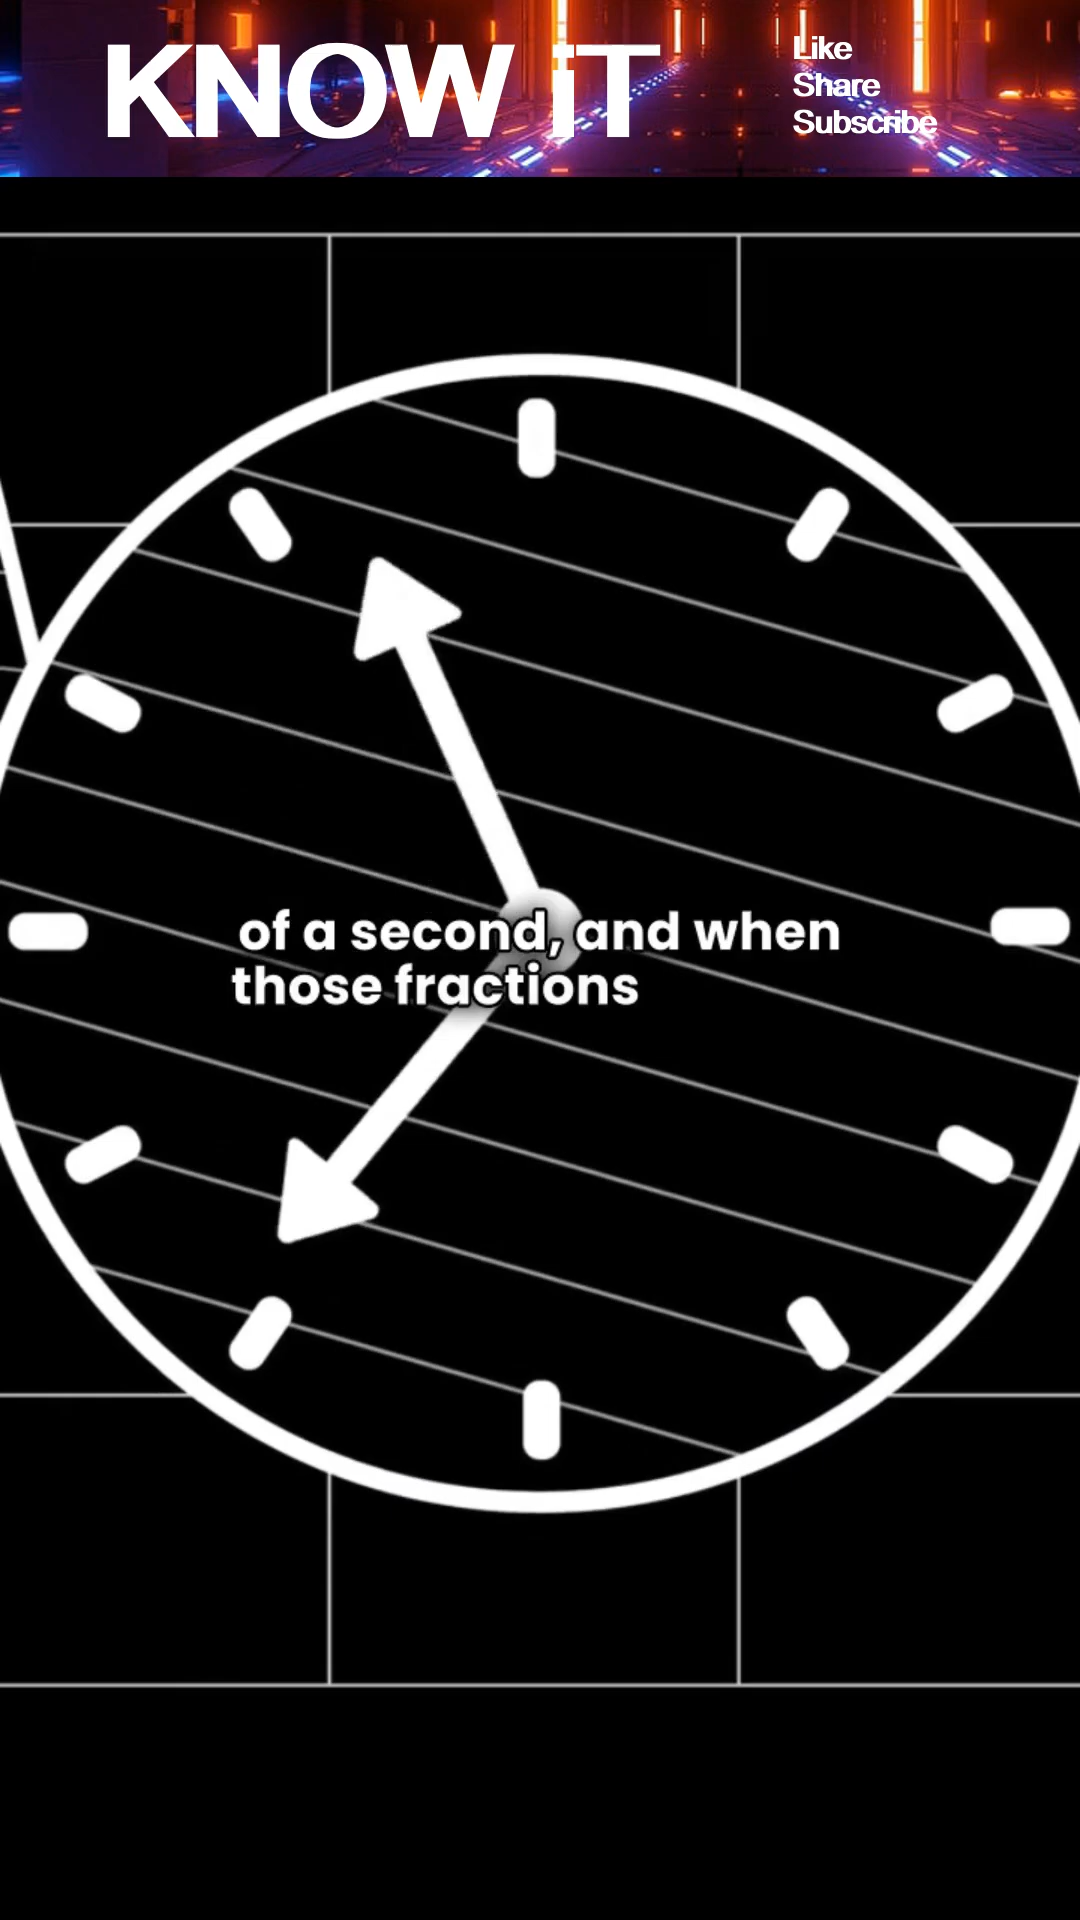 KNOW iT
Like
Share
Subscribe
of a second, and when
those fractions